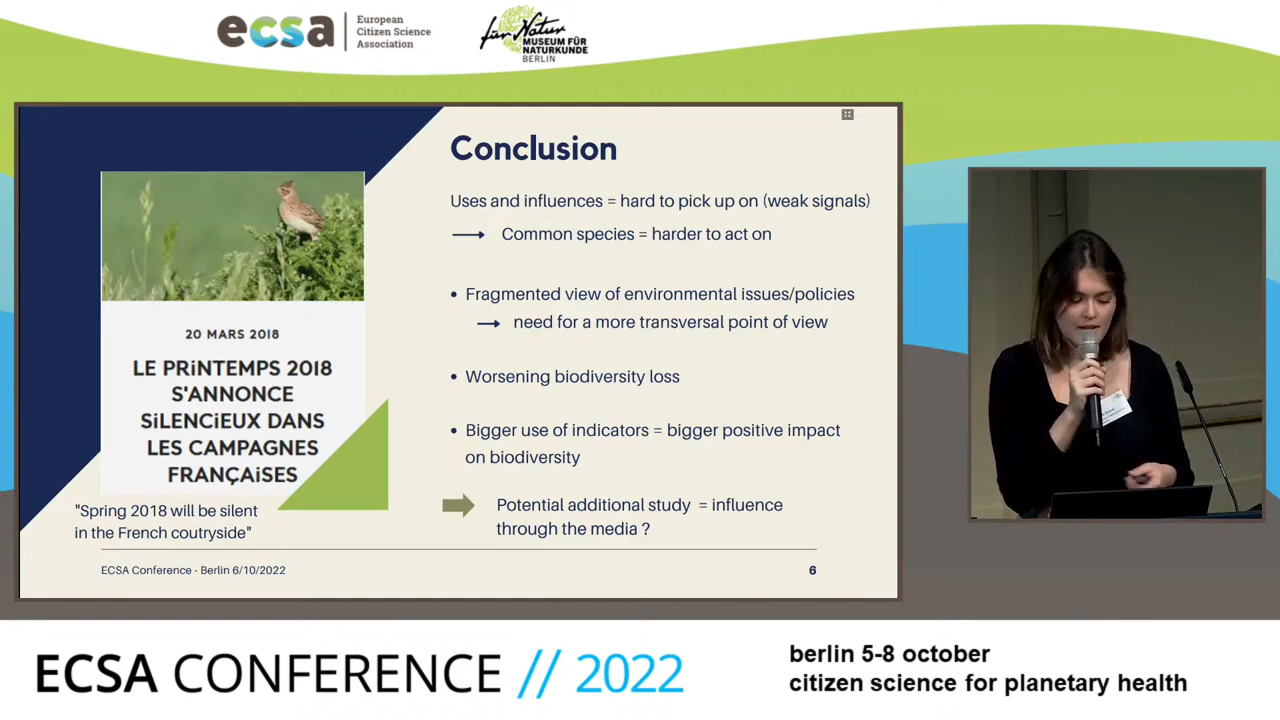 ecsa
European
Citizen Science
Association
für Natur
MUSEUM FÜR
NATURKUNDE
BERLIN
Conclusion
Uses and influences = hard to pick up on (weak signals)
Common species = harder to act on
• Fragmented view of environmental issues/policies
need for a more transversal point of view
• Worsening biodiversity loss
• Bigger use of indicators = bigger positive impact
on biodiversity
Potential additional study = influence
through the media ?
20 MARS 2018
LE PRiNTEMPS 2018
S'ANNONCE
SiLENCiEUX DANS
LES CAMPAGNES
FRANÇAiSES
"Spring 2018 will be silent
in the French coutryside"
ECSA Conference - Berlin 6/10/2022
6
ECSA CONFERENCE // 2022
berlin 5-8 october
citizen science for planetary health